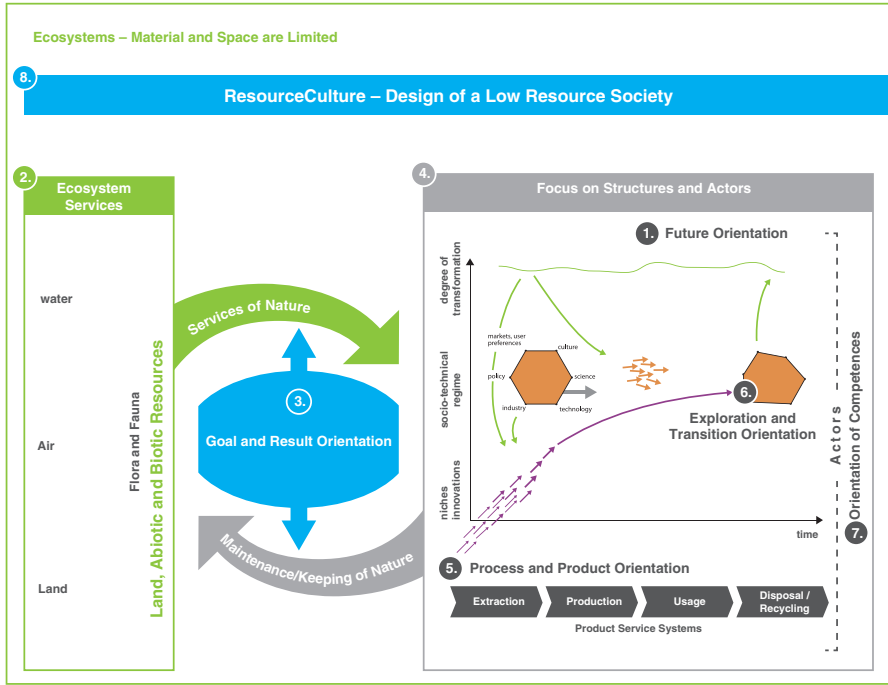 Ecosystems – Material and Space are Limited
8.
ResourceCulture – Design of a Low Resource Society
2.
Ecosystem
Services
water
Air
Land
Flora and Fauna
Land, Abiotic and Biotic Resources
Services of Nature
3.
Goal and Result Orientation
Maintenance/Keeping of Nature
4.
Focus on Structures and Actors
1. Future Orientation
degree of
transformation
socio-technical
regime
niches
innovations
markets, user
preferences
culture
policy
science
industry
technology
6.
Exploration and
Transition Orientation
time
5. Process and Product Orientation
Extraction
Production
Usage
Disposal /
Recycling
Product Service Systems
Actors
7. Orientation of Competences